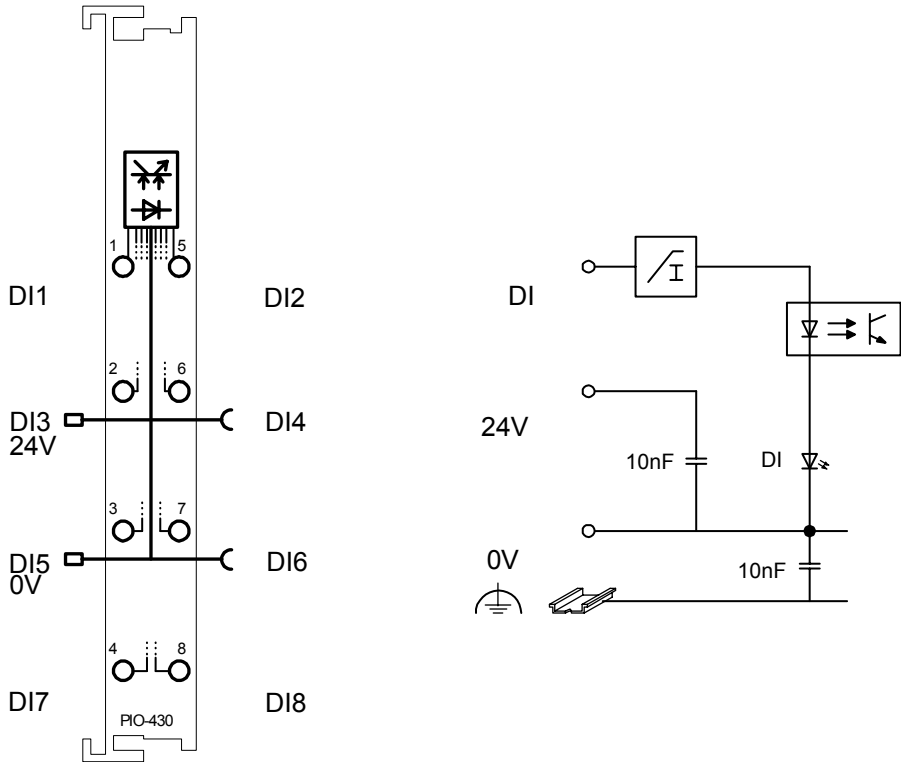 1 5
DI1 DI2
2 6
DI3 DI4
24V
3 7
DI5 DI6
0V
4 8
DI7 DI8
PIO-430
DI
24V
10nF DI
0V
10nF